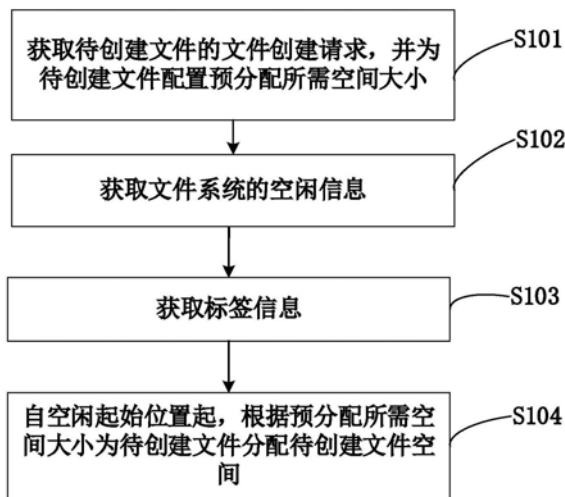 获取待创建文件的文件创建请求，并为
待创建文件配置预分配所需空间大小
S101
获取文件系统的空闲信息
S102
获取标签信息
S103
自空闲起始位置起，根据预分配所需空
间大小为待创建文件分配待创建文件空
间
S104